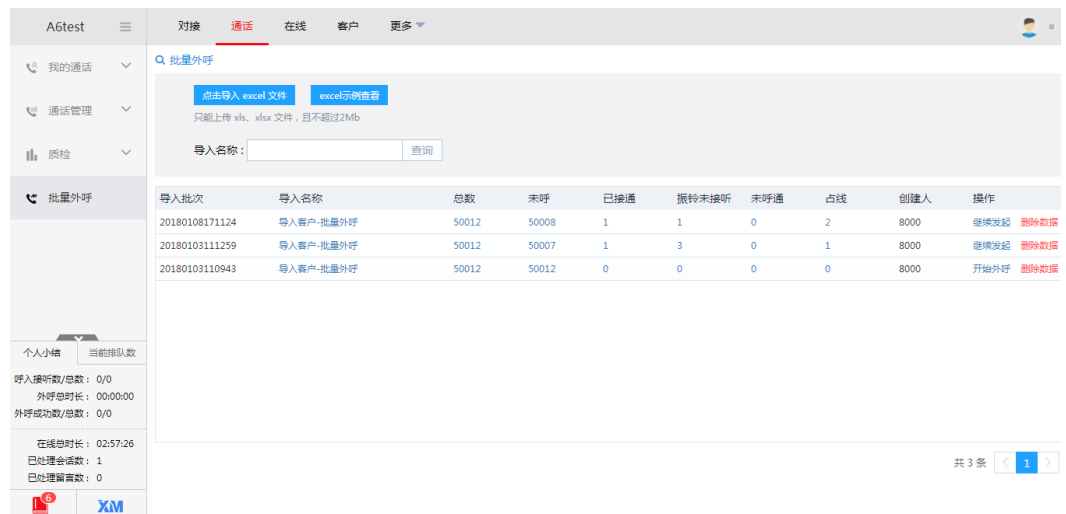 A6test 对接 通话 在线 客户 更多
我的通话
通话管理
质检
批量外呼
批量外呼
点击导入 excel 文件 excel示例查看
只能上传 xls、xlsx 文件，且不超过2Mb
导入名称： 查询
导入批次 导入名称 总数 未呼 已接通 振铃未接听 未呼通 占线 创建人 操作
20180108171124 导入客户-批量外呼 50012 50008 1 1 0 2 8000 继续发起 删除数据
20180103111259 导入客户-批量外呼 50012 50007 1 3 0 1 8000 继续发起 删除数据
20180103110943 导入客户-批量外呼 50012 50012 0 0 0 0 8000 开始外呼 删除数据
个人小结 当前排队数
呼入接听数/总数： 0/0
外呼总时长： 00:00:00
外呼成功数/总数： 0/0
在线总时长： 02:57:26
已处理会话数： 1
已处理留言数： 0
共 3 条 1
6 XM